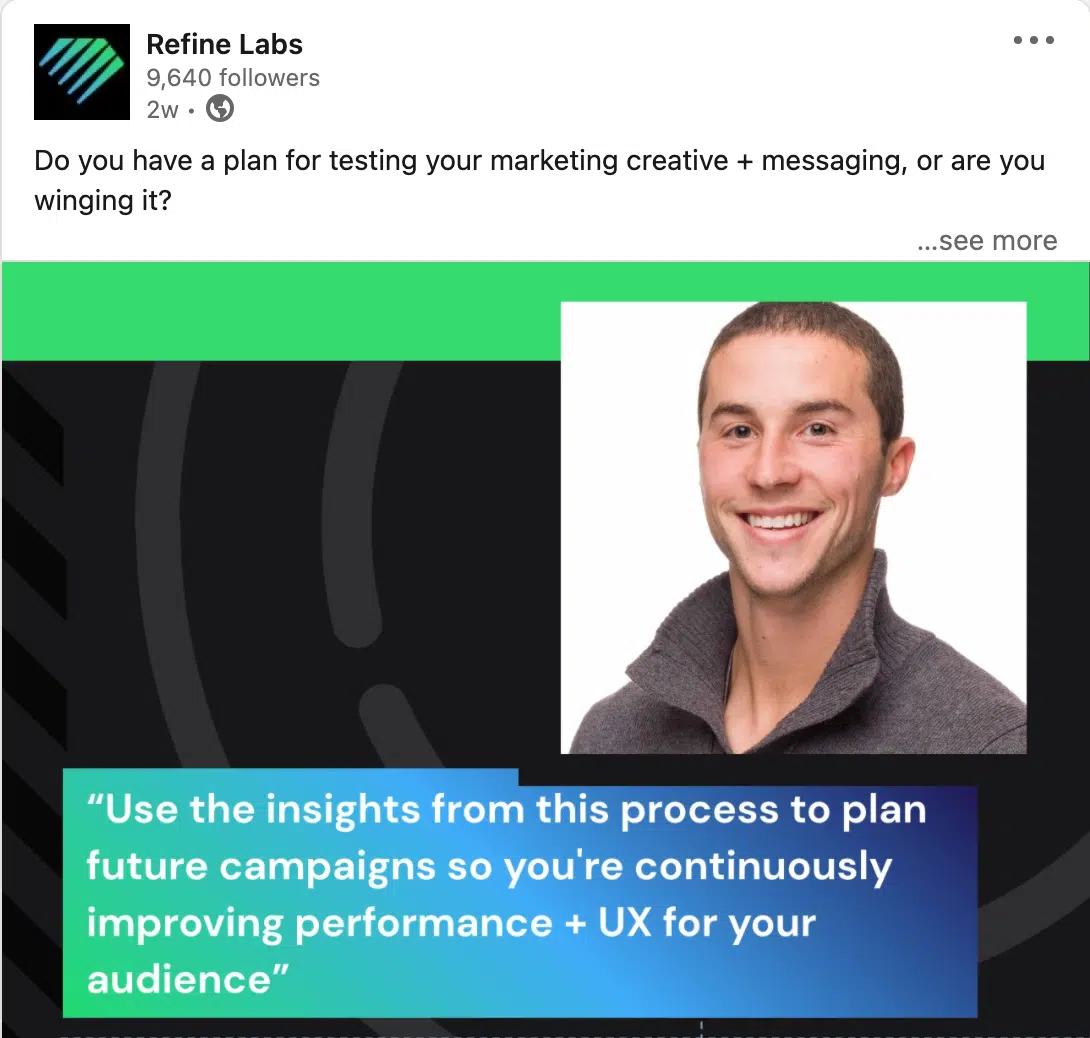 Refine Labs
9,640 followers
2w •
Do you have a plan for testing your marketing creative + messaging, or are you
winging it?
...see more
“Use the insights from this process to plan
future campaigns so you're continuously
improving performance + UX for your
audience”